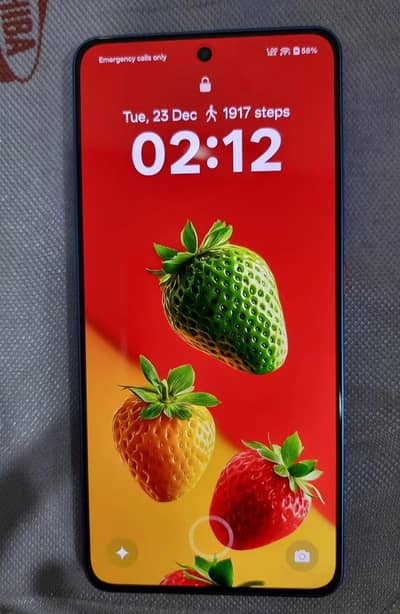 Emergency calls only 58%
Tue, 23 Dec 1917 steps
02:12